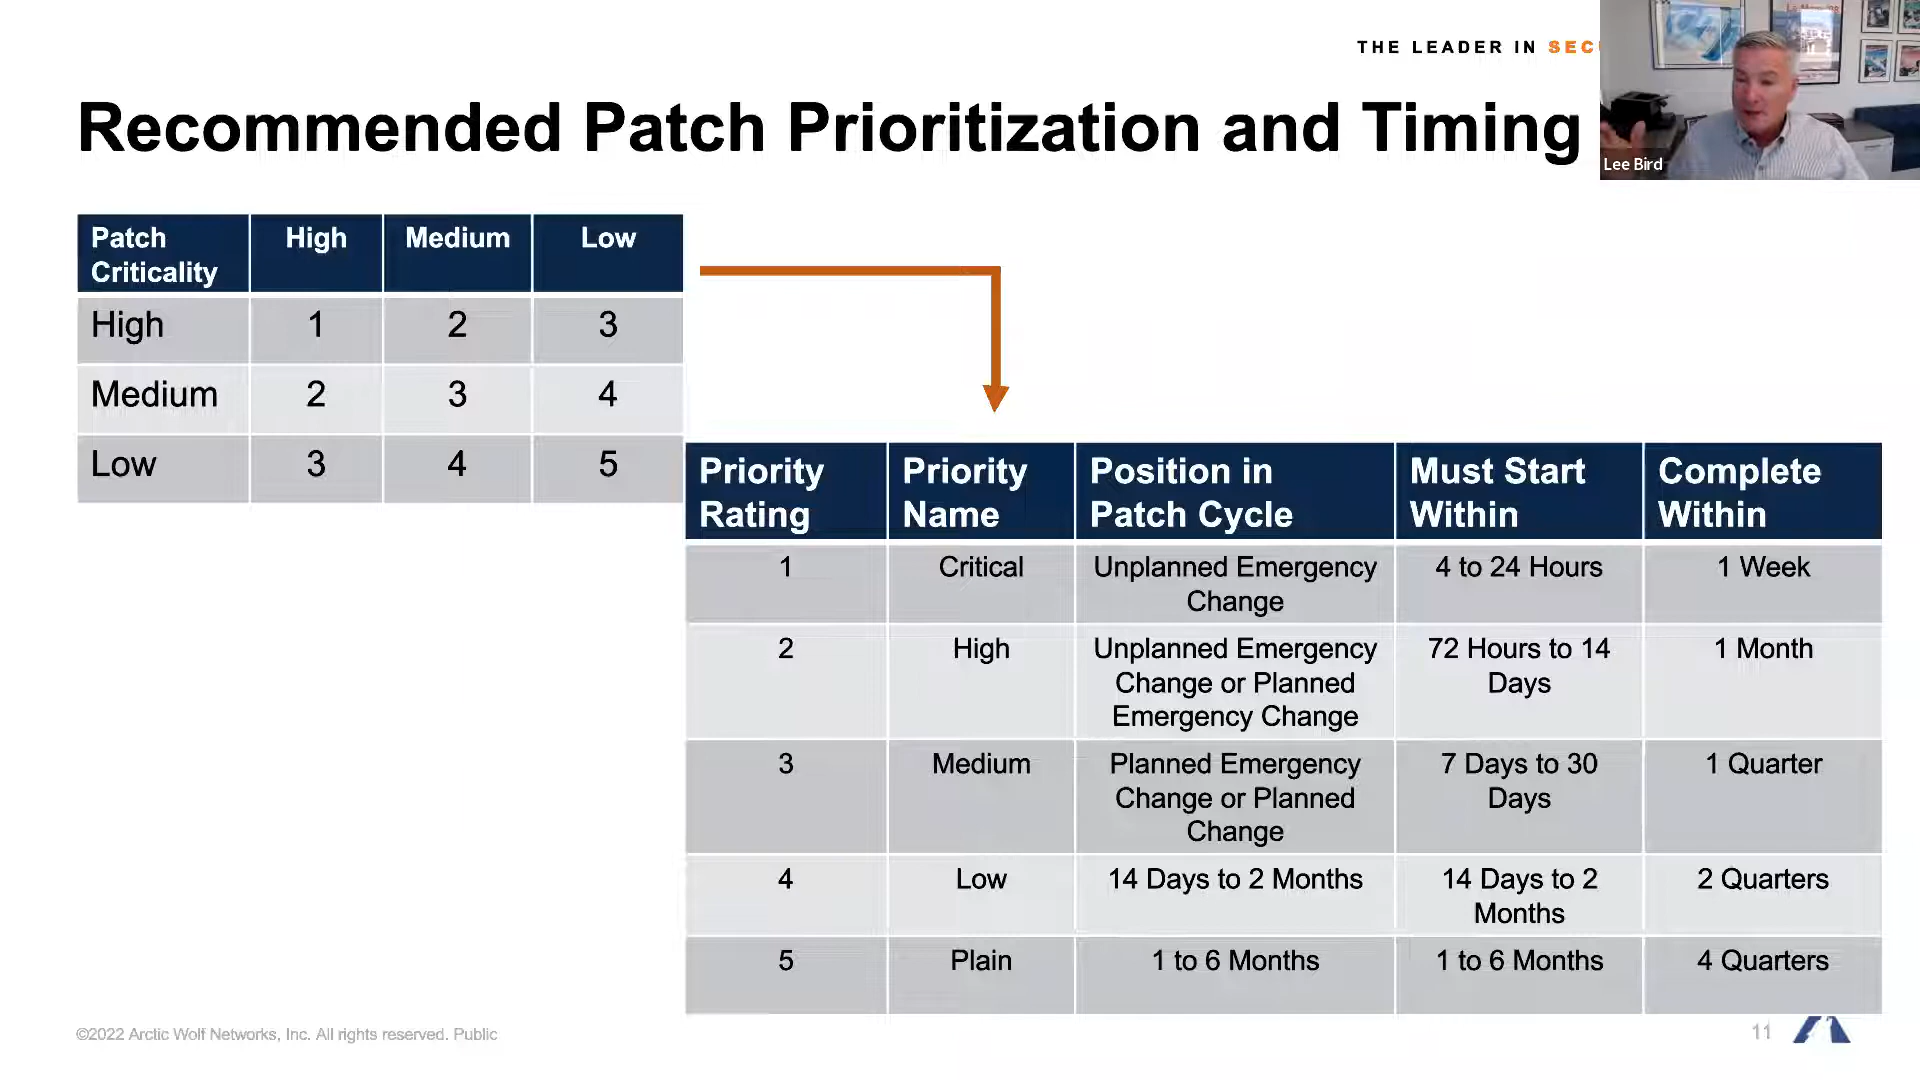 THE LEADER IN SEC
Recommended Patch Prioritization and Timing
Lee Bird
Patch Criticality High Medium Low
High 1 2 3
Medium 2 3 4
Low 3 4 5
Priority Rating Priority Name Position in Patch Cycle Must Start Within Complete Within
1 Critical Unplanned Emergency Change 4 to 24 Hours 1 Week
2 High Unplanned Emergency Change or Planned Emergency Change 72 Hours to 14 Days 1 Month
3 Medium Planned Emergency Change or Planned Change 7 Days to 30 Days 1 Quarter
4 Low 14 Days to 2 Months 14 Days to 2 Months 2 Quarters
5 Plain 1 to 6 Months 1 to 6 Months 4 Quarters
©2022 Arctic Wolf Networks, Inc. All rights reserved. Public
11